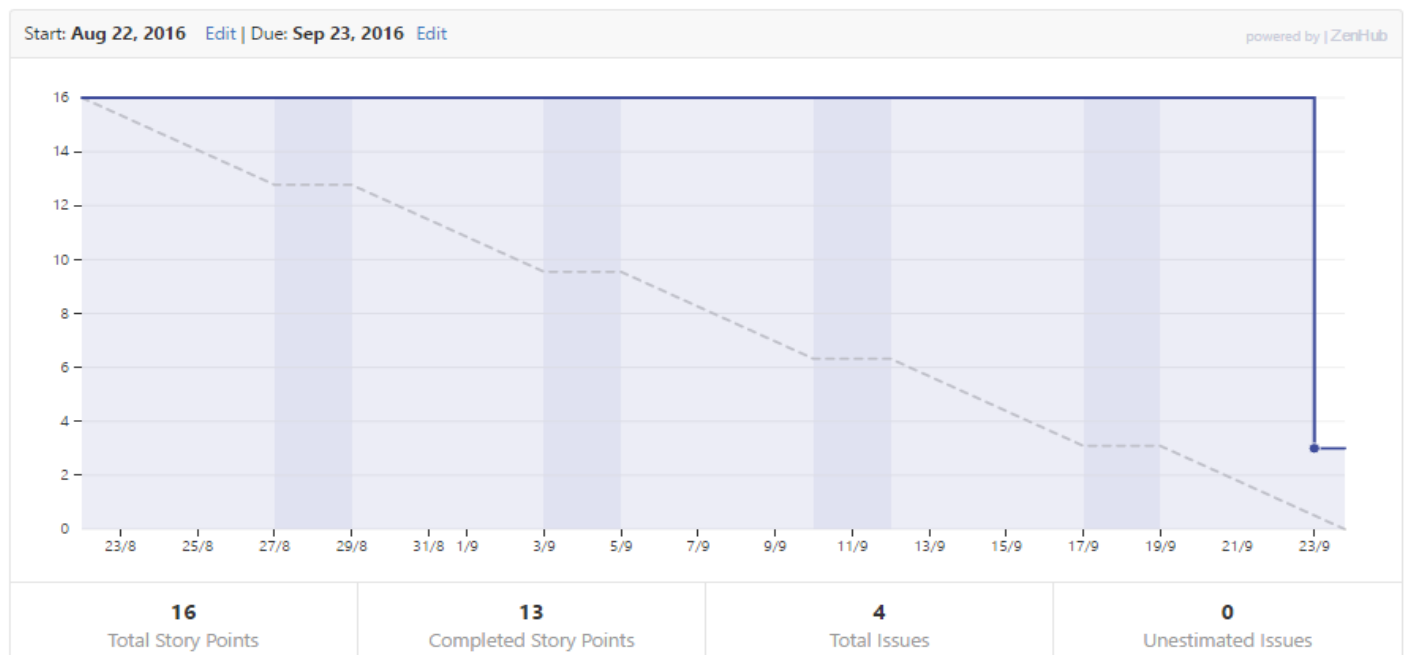 Start: Aug 22, 2016 Edit | Due: Sep 23, 2016 Edit
powered by | ZenHub
16
14
12
10
8
6
4
2
0
23/8 25/8 27/8 29/8 31/8 1/9 3/9 5/9 7/9 9/9 11/9 13/9 15/9 17/9 19/9 21/9 23/9
16 13 4 0
Total Story Points Completed Story Points Total Issues Unestimated Issues